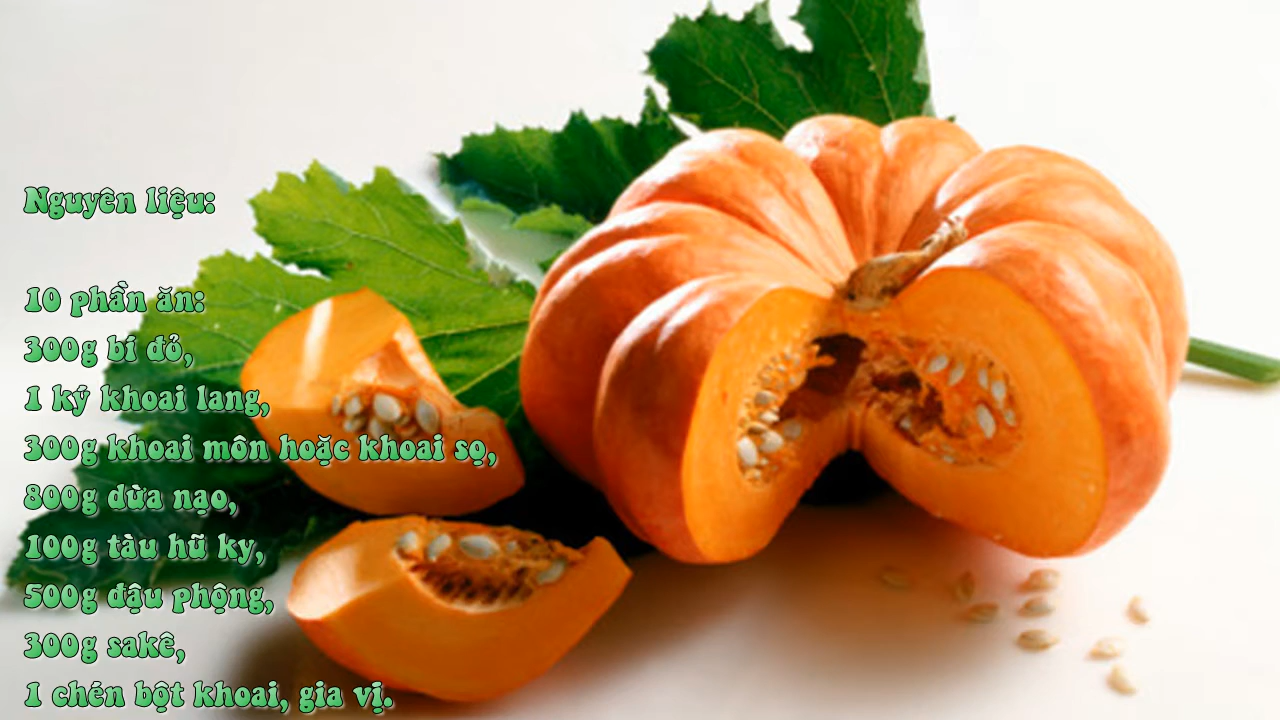 Nguyên liệu:
10 phần ăn:
300g bí đỏ,
1 ký khoai lang,
300g khoai môn hoặc khoai sọ,
800g dừa nạo,
100g tàu hũ ky,
500g đậu phộng,
300g sakê,
1 chén bột khoai, gia vị.